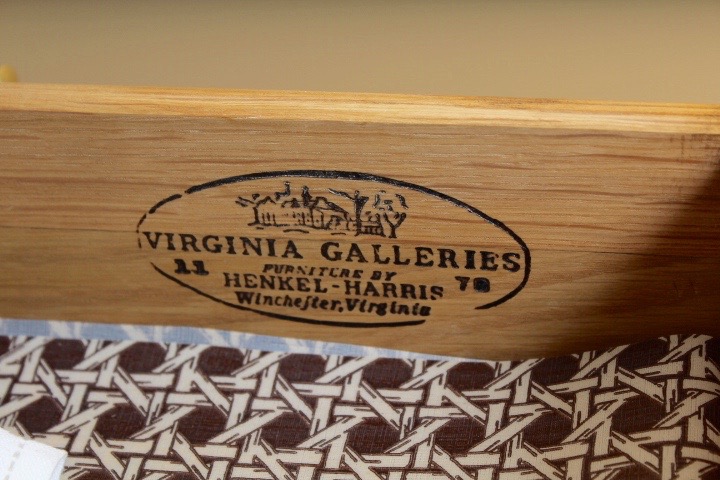 VIRGINIA GALLERIES
11 FURNITURE BY 78
HENKEL-HARRIS
Winchester, Virginia